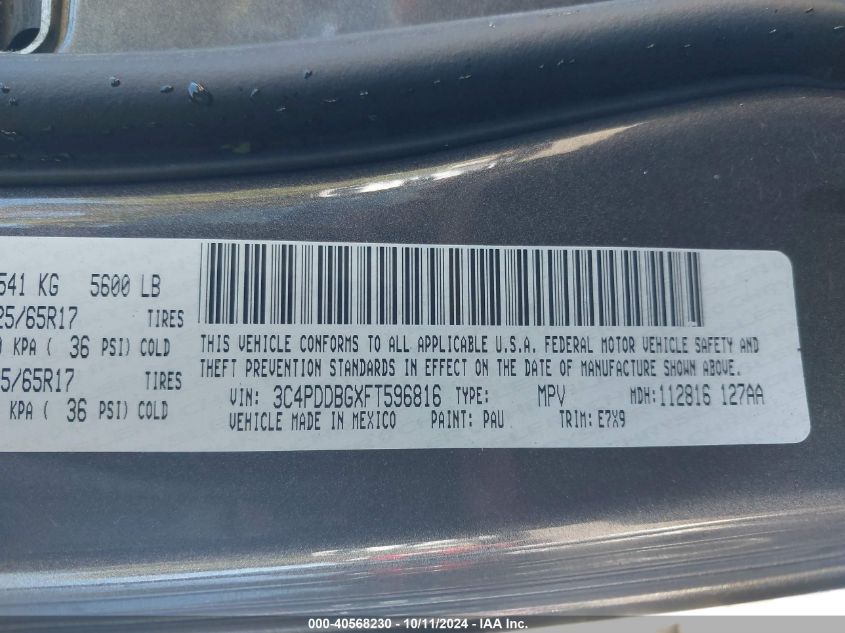 541 KG 5600 LB
25/65R17 TIRES
KPA ( 36 PSI) COLD
5/65R17 TIRES
KPA ( 36 PSI) COLD
THIS VEHICLE CONFORMS TO ALL APPLICABLE U.S.A. FEDERAL MOTOR VEHICLE SAFETY AND
THEFT PREVENTION STANDARDS IN EFFECT ON THE DATE OF MANUFACTURE SHOWN ABOVE.
VIN: 3C4PDDBGXFT596816 TYPE: MPV MDH: 112816 127AA
VEHICLE MADE IN MEXICO PAINT: PAU TRIM: E7X9
000-40568230 - 10/11/2024 - IAA Inc.